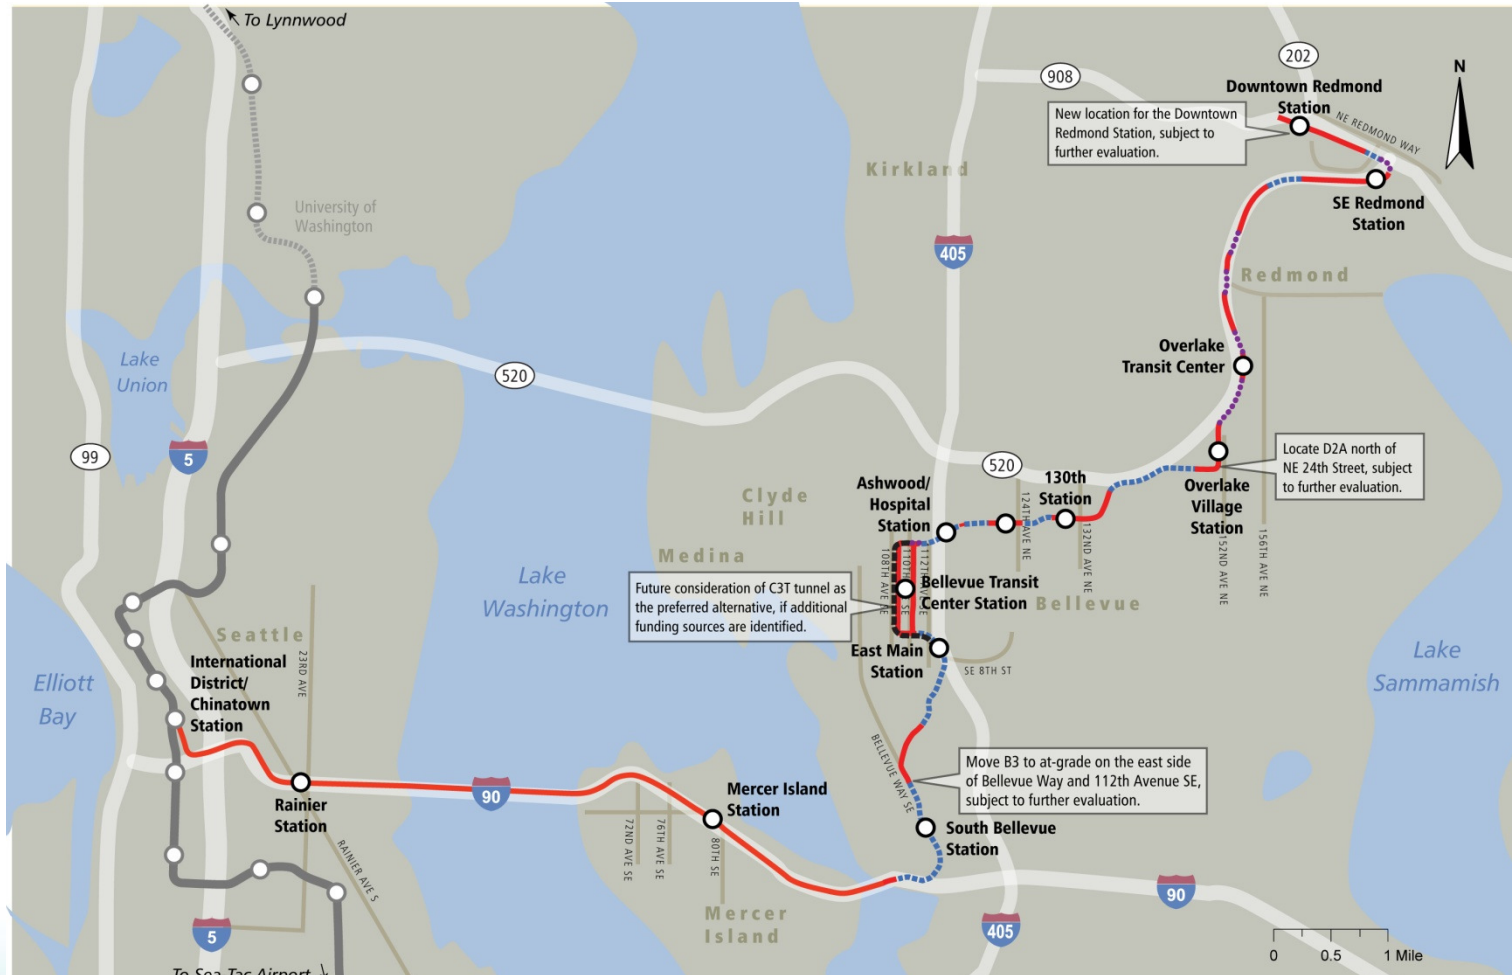 To Lynnwood
202
908
Downtown Redmond
Station
N
New location for the Downtown
Redmond Station, subject to
further evaluation.
NE REDMOND WAY
Kirkland
SE Redmond
Station
University of
Washington
405
Redmond
Lake
Union
520
Overlake
Transit Center
99
5
Locate D2A north of
NE 24th Street, subject
to further evaluation.
520
130th
Station
Ashwood/
Hospital
Station
Overlake
Village
Station
Clyde
Hill
124TH AVE NE
132ND AVE NE
152ND AVE NE
156TH AVE NE
Medina
108TH AVE NE
110TH
SE
112T
SE
Lake
Washington
Future consideration of C3T tunnel as
the preferred alternative, if additional
funding sources are identified.
Bellevue Transit
Center Station
Bellevue
Seattle
East Main
Station
SE 8TH ST
International
District/
Chinatown
Station
23RD AVE
Elliott
Bay
Lake
Sammamish
BELLEVUE WAY SE
Move B3 to at-grade on the east side
of Bellevue Way and 112th Avenue SE,
subject to further evaluation.
90
Rainier
Station
Mercer Island
Station
72ND AVE SE
76TH AVE SE
80TH SE
South Bellevue
Station
RAINIER AVE S
90
Mercer
Island
5
405
0 0.5 1 Mile
To Sea-Tac Airport